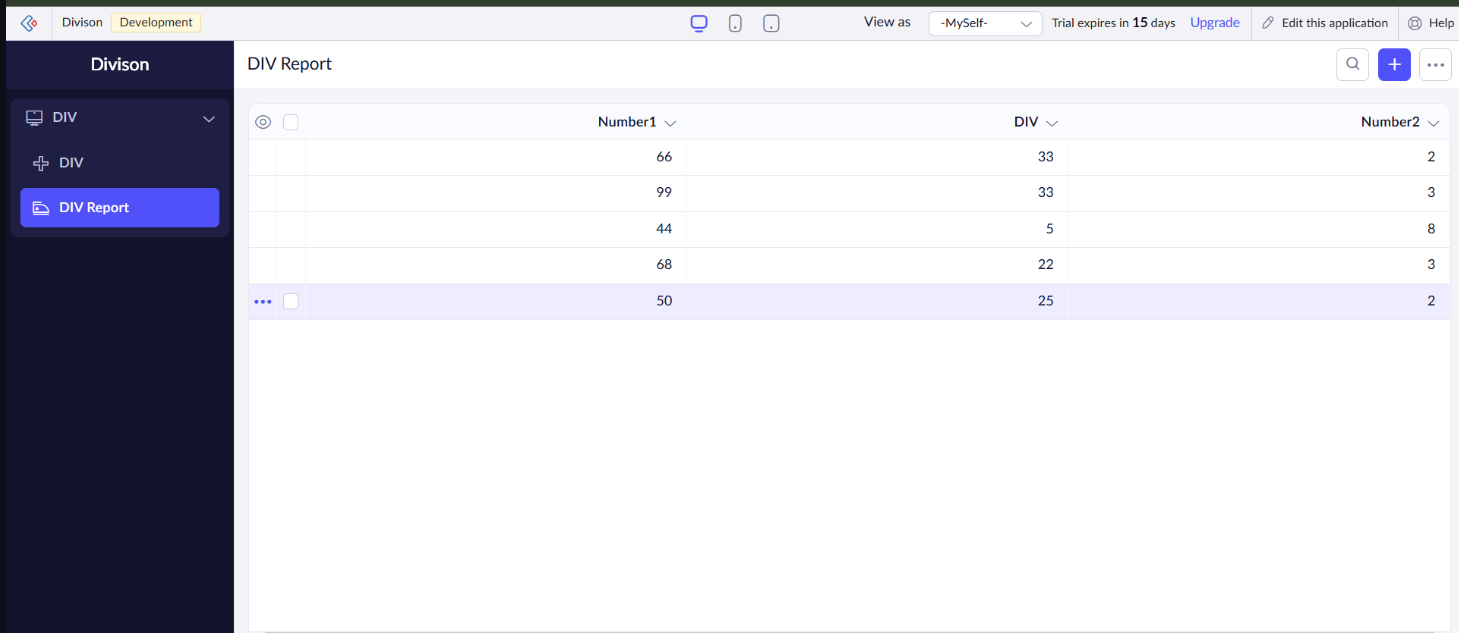 Divison Development View as -MySelf- Trial expires in 15 days Upgrade Edit this application Help
Divison
DIV Report
DIV
DIV
DIV Report
Number1 DIV Number2
66 33 2
99 33 3
44 5 8
68 22 3
50 25 2